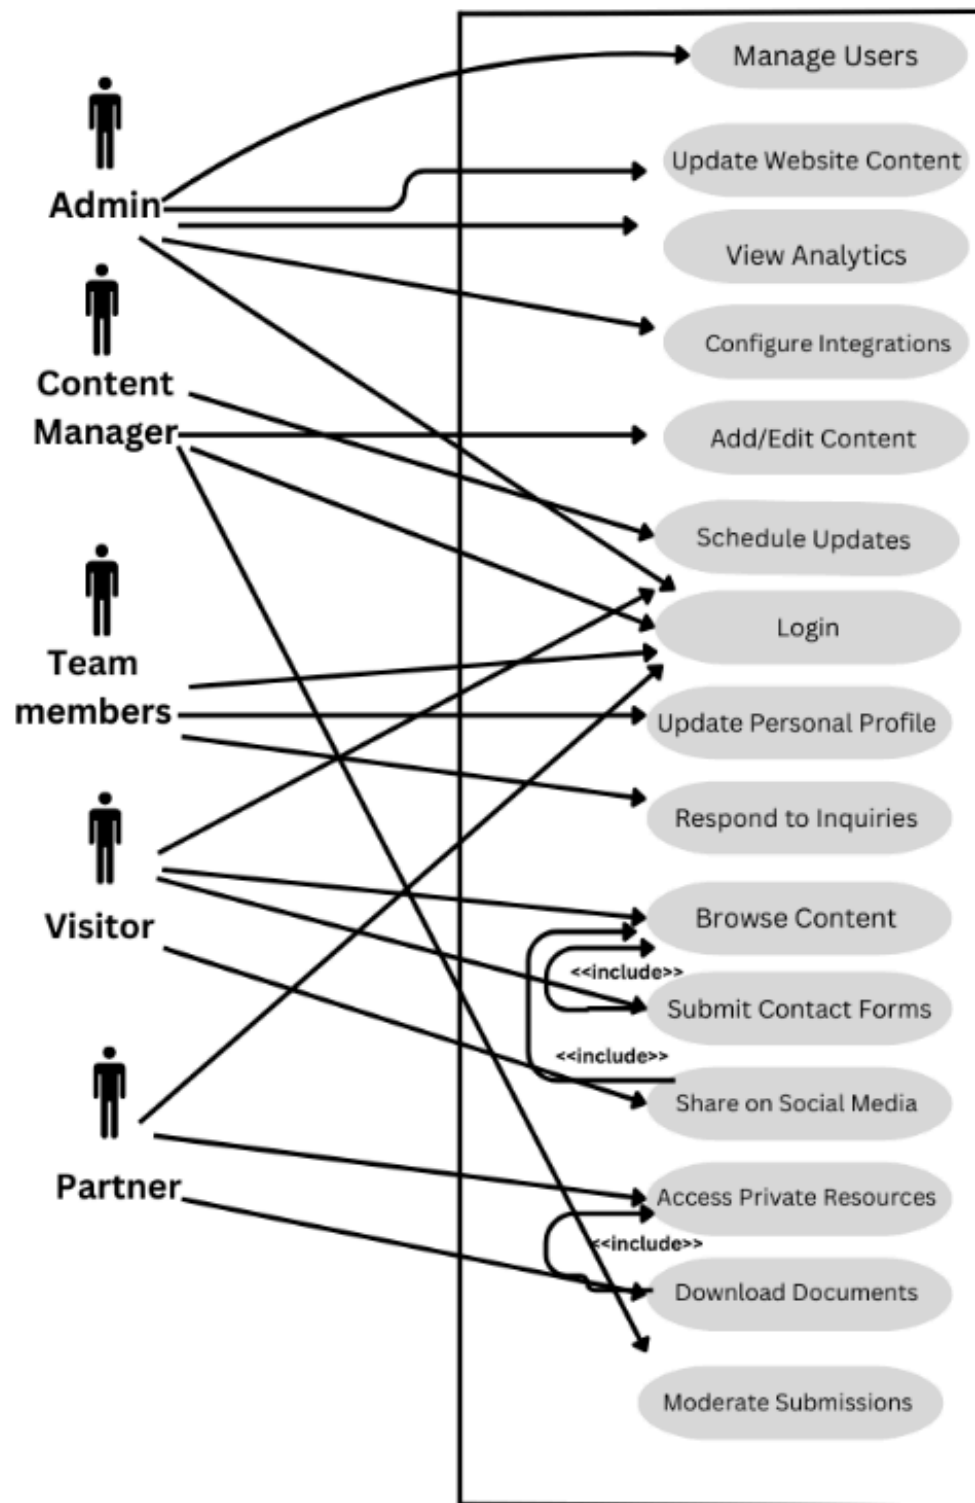 Manage Users
Update Website Content
Admin
View Analytics
Configure Integrations
Content
Manager
Add/Edit Content
Schedule Updates
Login
Team
members
Update Personal Profile
Respond to Inquiries
Visitor
Browse Content
<<include>>
Submit Contact Forms
<<include>>
Share on Social Media
Partner
Access Private Resources
<<include>>
Download Documents
Moderate Submissions